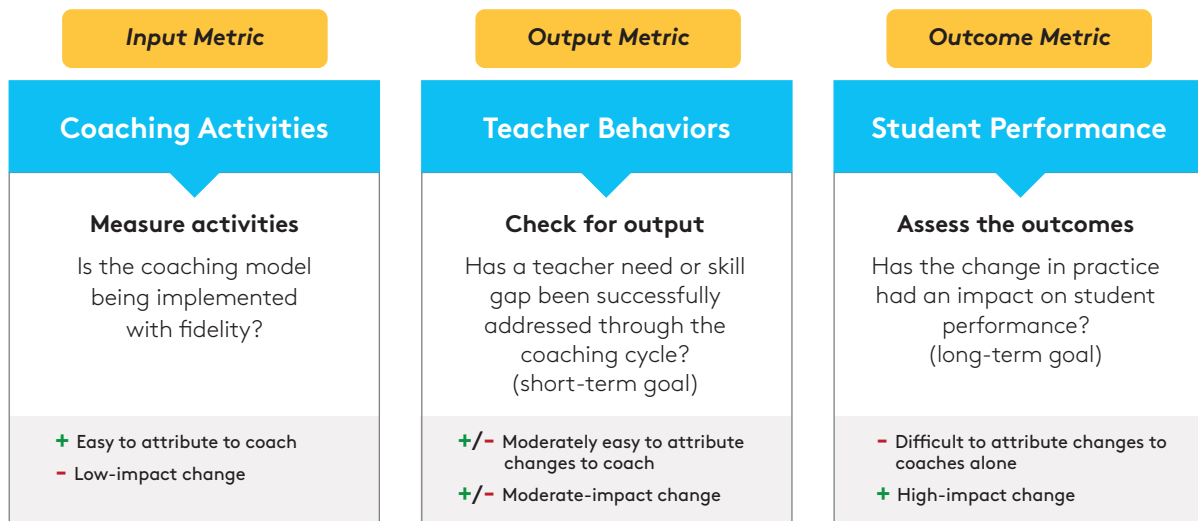 Input Metric
Coaching Activities
Measure activities
Is the coaching model
being implemented
with fidelity?
+ Easy to attribute to coach
- Low-impact change
Output Metric
Teacher Behaviors
Check for output
Has a teacher need or skill
gap been successfully
addressed through the
coaching cycle?
(short-term goal)
+/- Moderately easy to attribute
changes to coach
+/- Moderate-impact change
Outcome Metric
Student Performance
Assess the outcomes
Has the change in practice
had an impact on student
performance?
(long-term goal)
- Difficult to attribute changes to
coaches alone
+ High-impact change